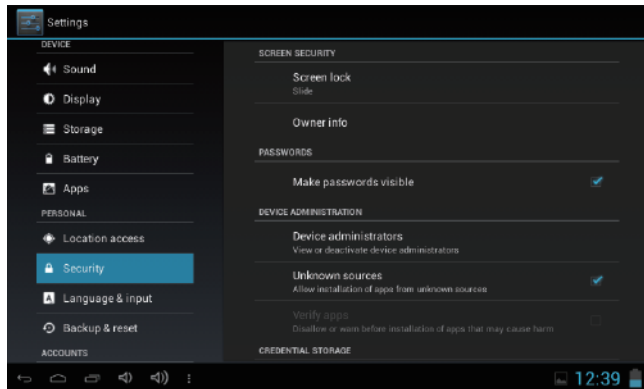 Settings
DEVICE
Sound
Display
Storage
Battery
Apps
PERSONAL
Location access
Security
Language & input
A
Backup & reset
ACCOUNTS
SCREEN SECURITY
Screen lock
Slide
Owner info
PASSWORDS
Make passwords visible
DEVICE ADMINISTRATION
Device administrators
View or deactivate device administrators
Unknown sources
Allow installation of apps from unknown sources
Verify apps
Disallow or warn before installation of apps that may cause harm
CREDENTIAL STORAGE
12:39